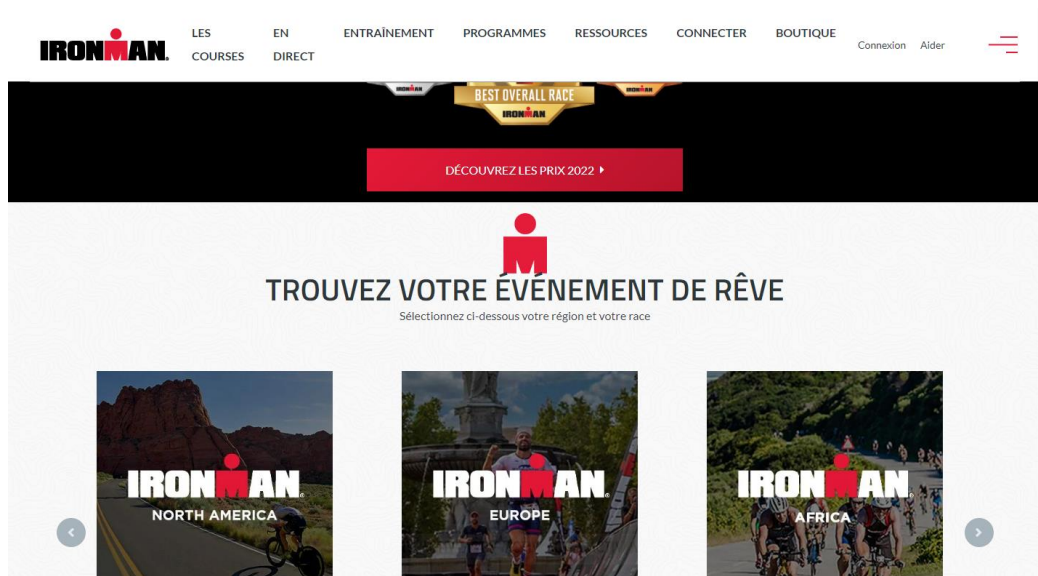 IRONMAN
LES COURSES
EN DIRECT
ENTRAÎNEMENT
PROGRAMMES
RESSOURCES
CONNECTER
BOUTIQUE
Connexion
Aider
IRONMAN
BEST OVERALL RACE
IRONMAN
IRONMAN
DÉCOUVREZ LES PRIX 2022
TROUVEZ VOTRE ÉVÉNEMENT DE RÊVE
Sélectionnez ci-dessous votre région et votre race
IRONMAN
NORTH AMERICA
IRONMAN
EUROPE
IRONMAN
AFRICA